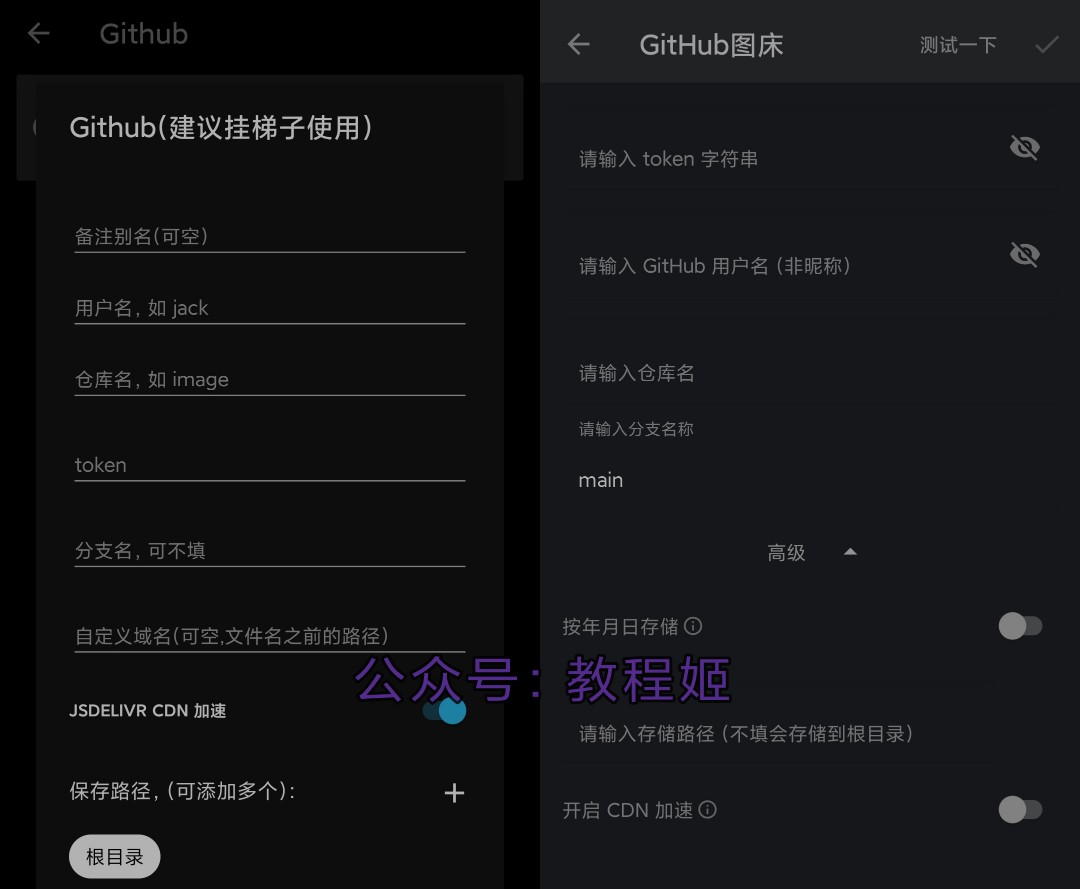 Github
Github(建议挂梯子使用)
备注别名(可空)
用户名, 如 jack
仓库名, 如 image
token
分支名, 可不填
自定义域名(可空,文件名之前的路径)
JSDELIVR CDN 加速
保存路径, (可添加多个):
根目录
GitHub图床
测试一下
请输入 token 字符串
请输入 GitHub 用户名 (非昵称)
请输入仓库名
请输入分支名称
main
高级
按年月日存储
请输入存储路径 (不填会存储到根目录)
开启 CDN 加速
公众号：教程姬